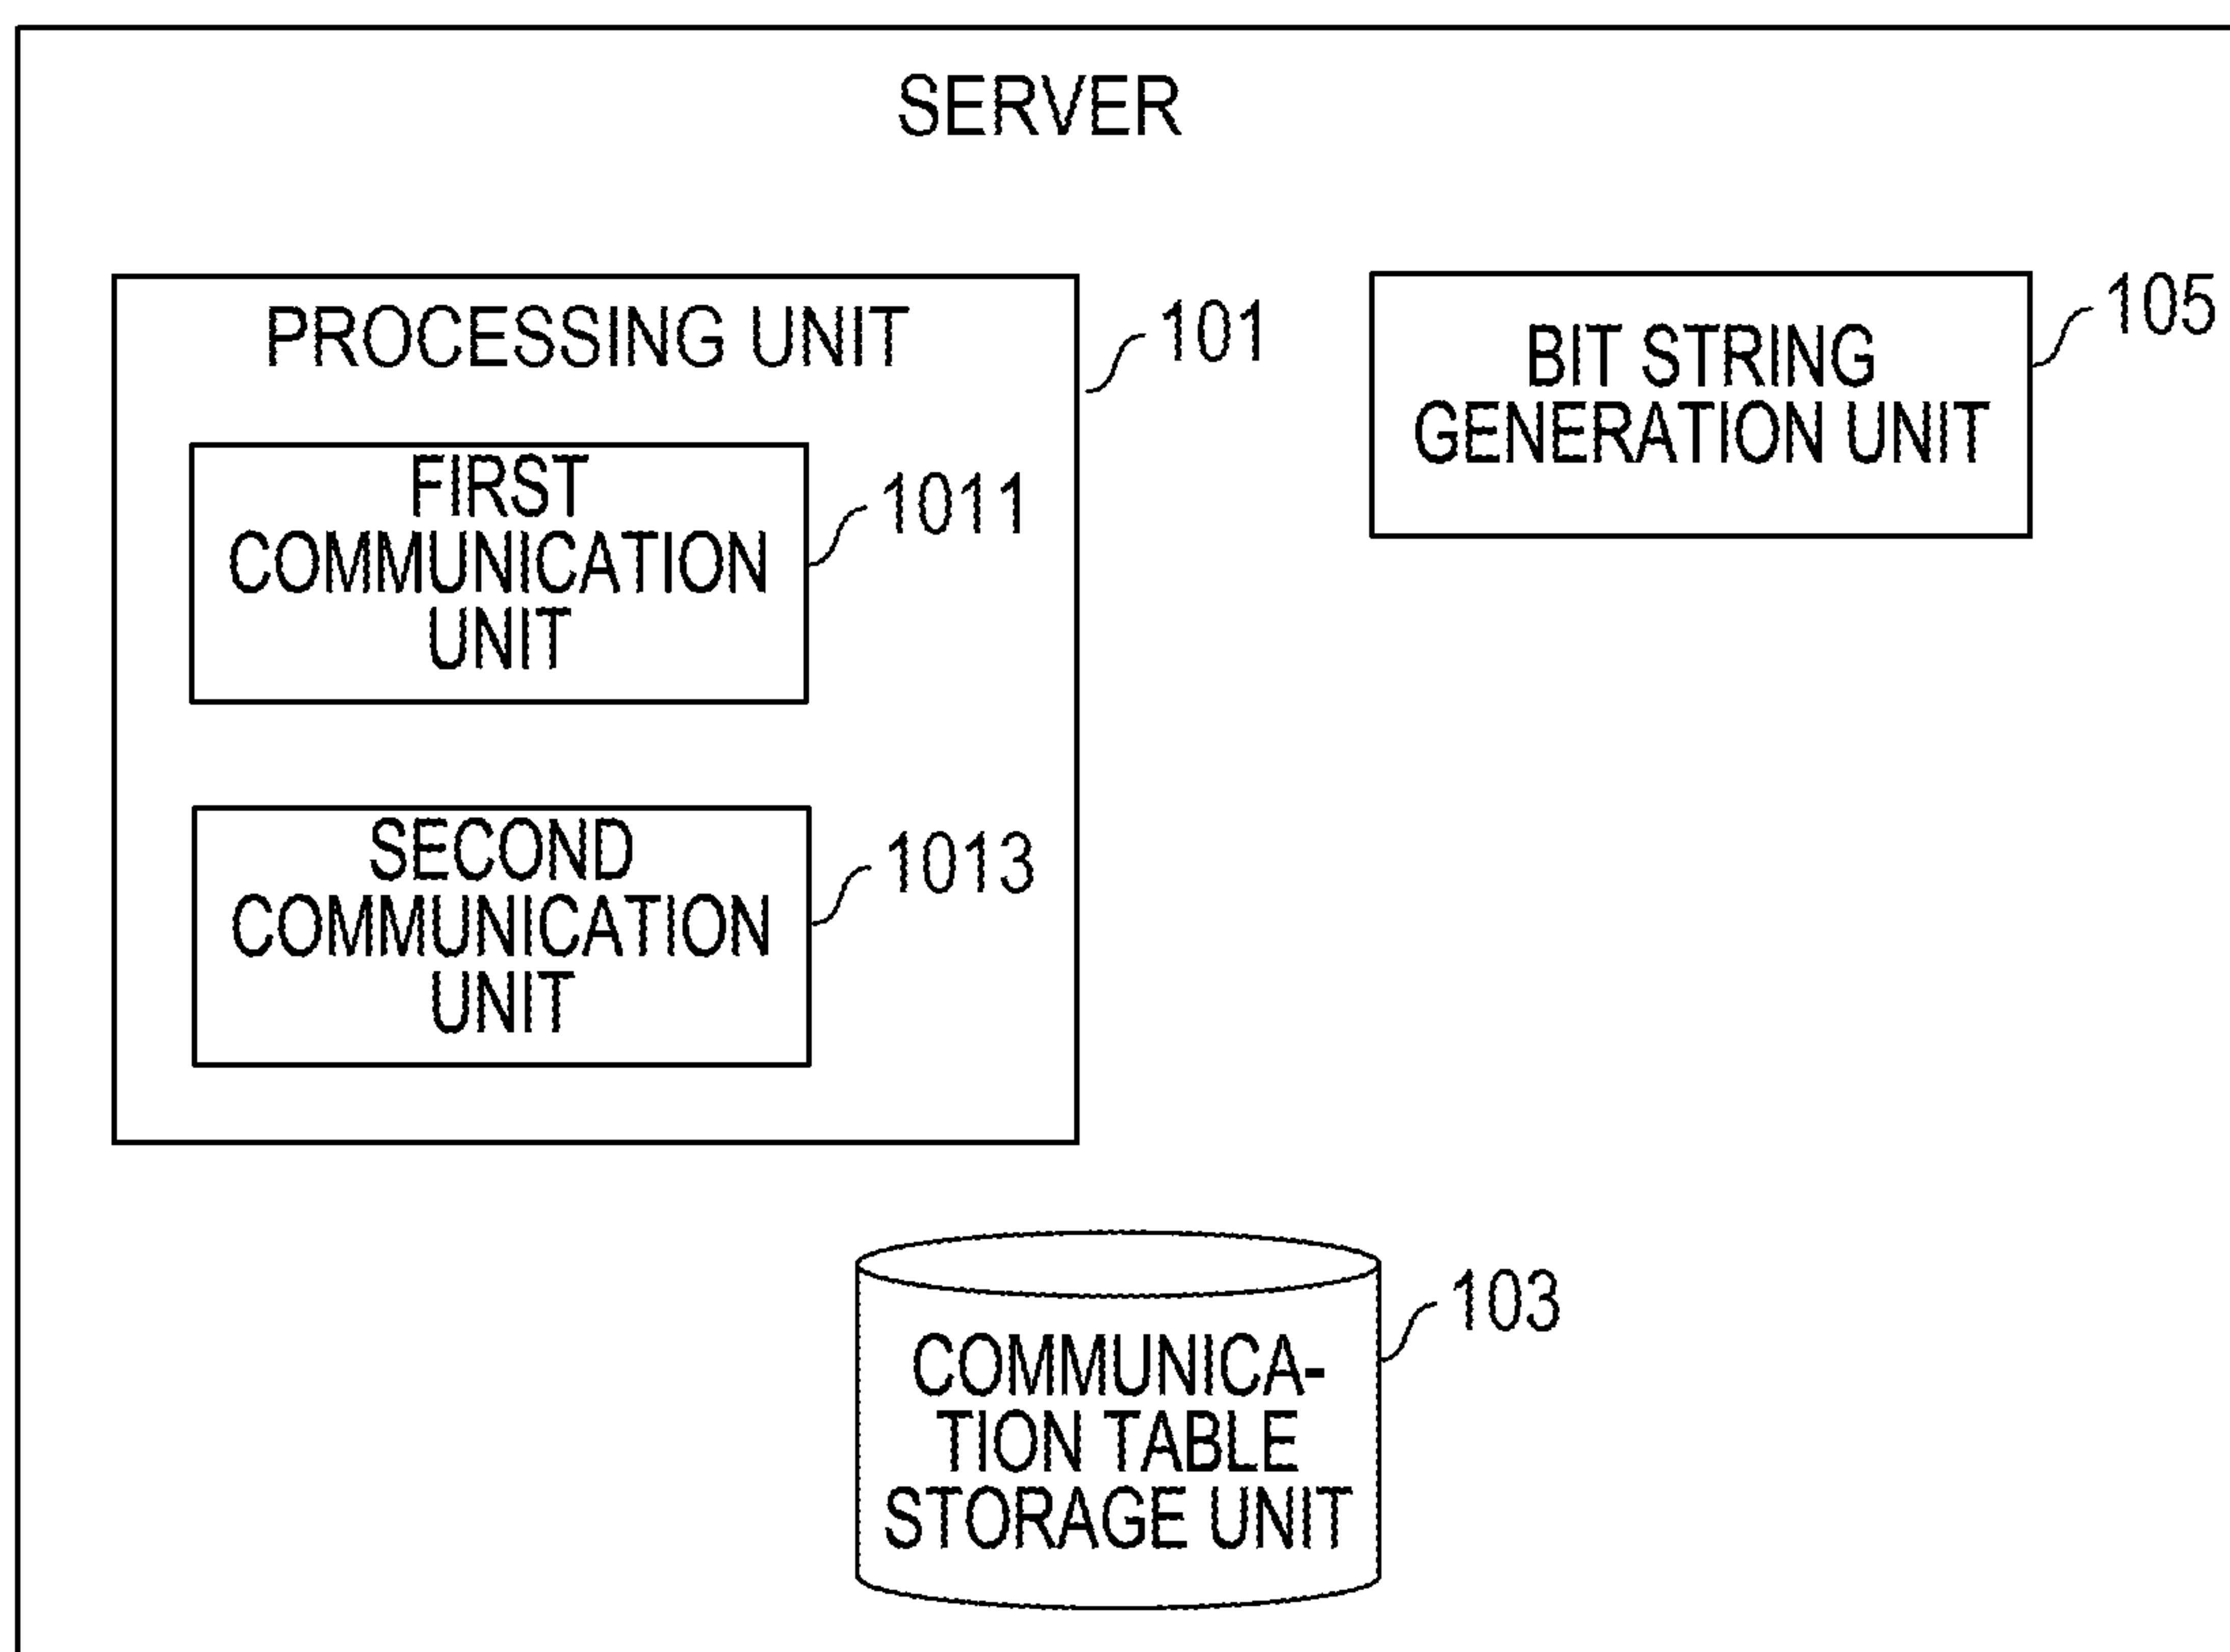 SERVER
PROCESSING UNIT
101
FIRST
COMMUNICATION
UNIT
1011
SECOND
COMMUNICATION
UNIT
1013
BIT STRING
GENERATION UNIT
105
COMMUNICA-
TION TABLE
STORAGE UNIT
103